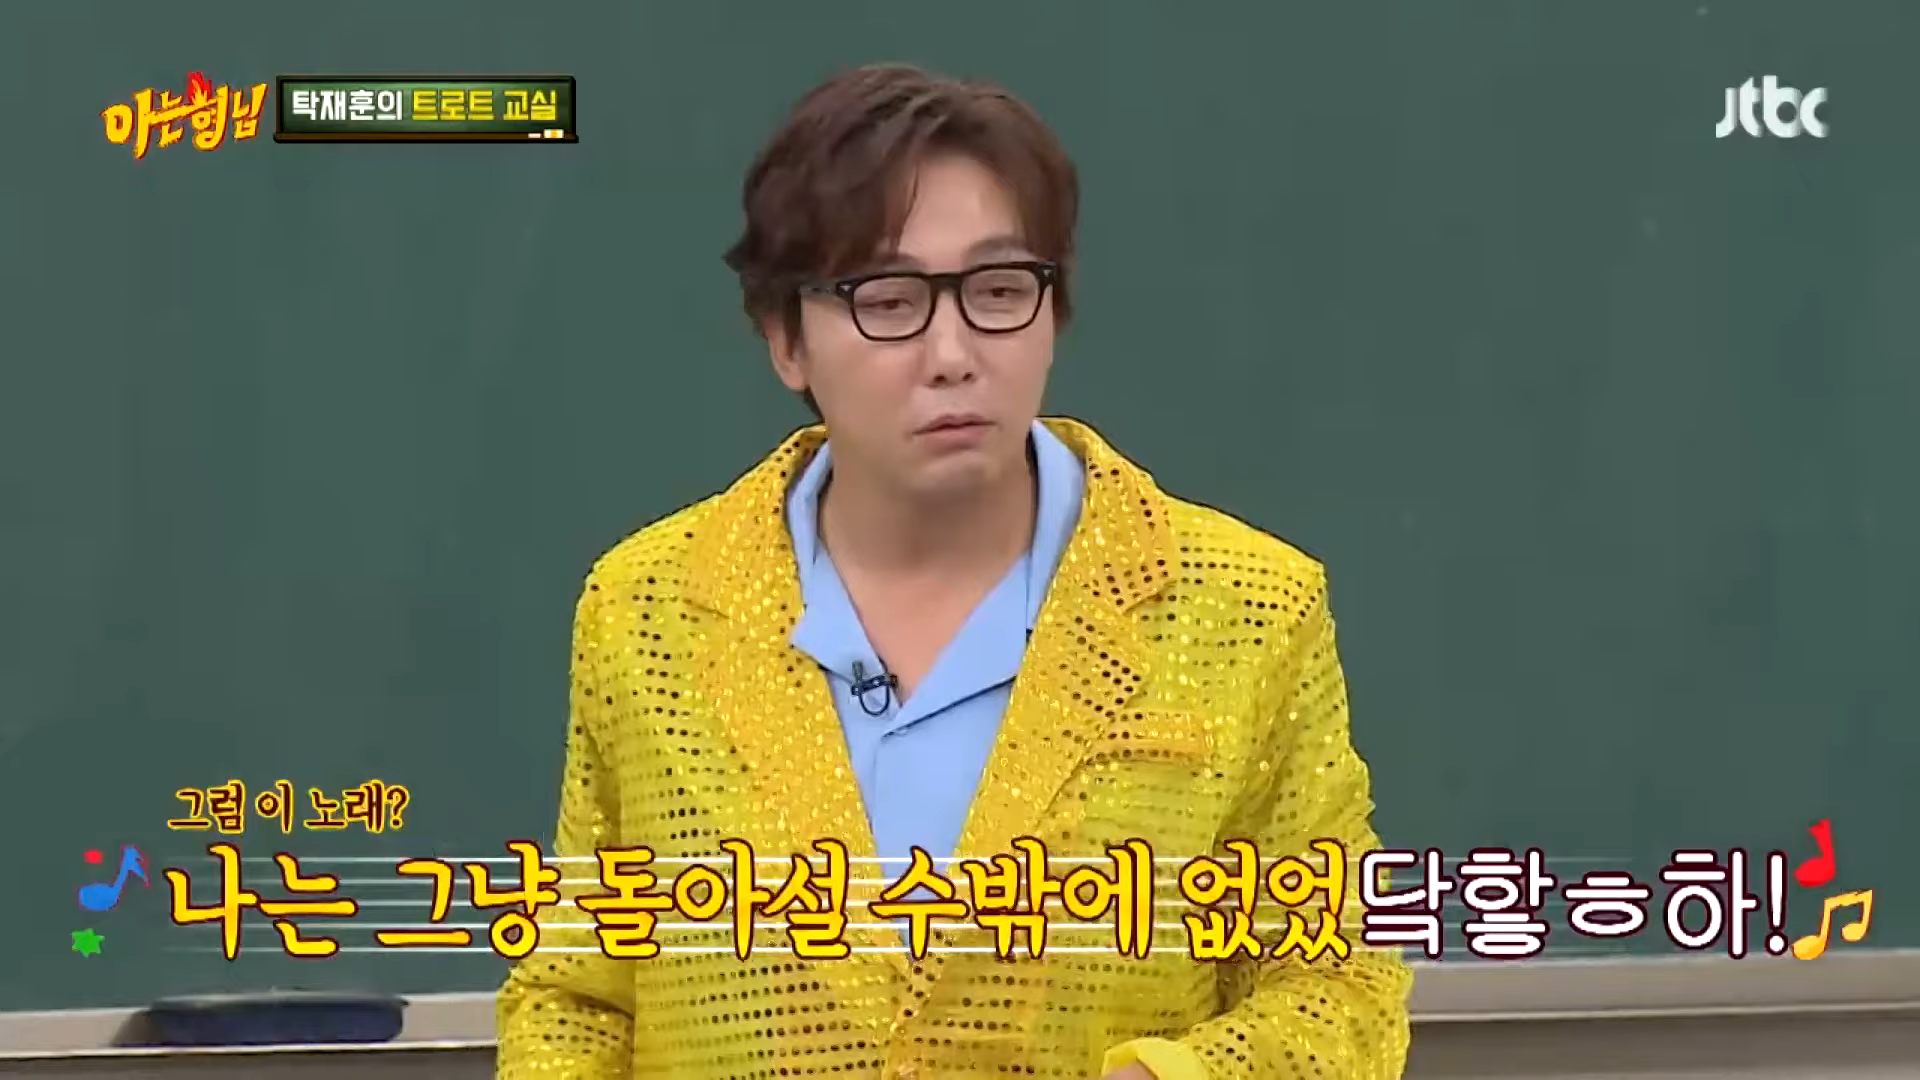 아는형님
탁재훈의 트로트 교실
jtbc
그럼 이 노래?
나는 그냥 돌아설 수밖에 없었닥황ㅎ하!